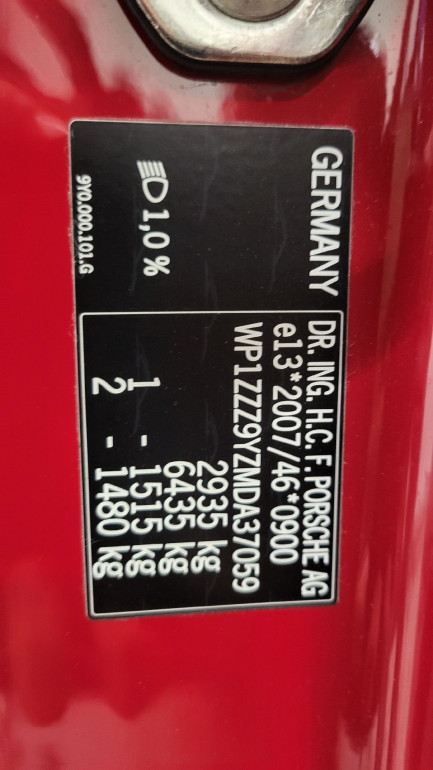 GERMANY
1,0 %
9Y0.000.101.G
DR. ING. H.C. F. PORSCHE AG
e13*2007/46*0900
WP1ZZZ9YZMDA37059
2935 kg
6435 kg
1 - 1515 kg
2 - 1480 kg